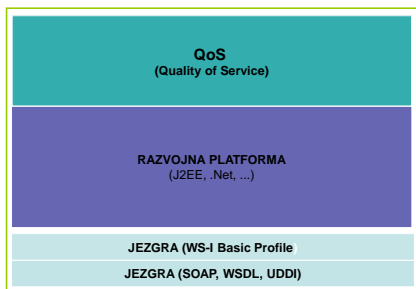 QoS
(Quality of Service)
RAZVOJNA PLATFORMA
(J2EE, .Net, ...)
JEZGRA (WS-I Basic Profile)
JEZGRA (SOAP, WSDL, UDDI)